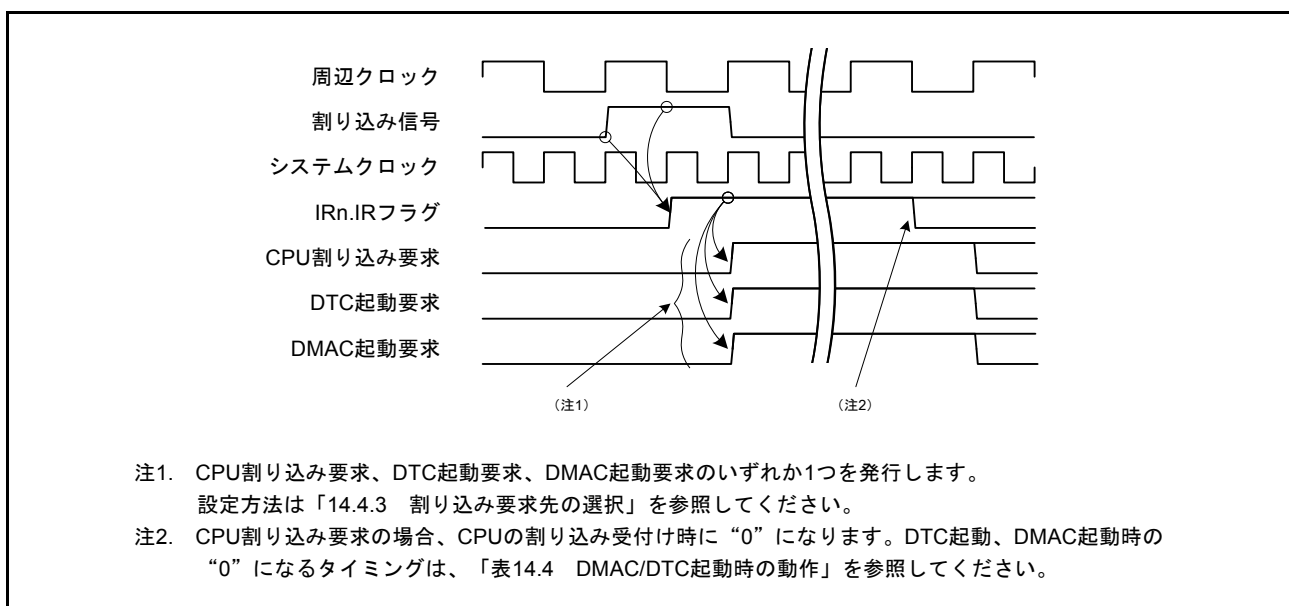 周辺クロック
割り込み信号
システムクロック
IRn.IRフラグ
CPU割り込み要求
DTC起動要求
DMAC起動要求
（注1）
（注2）
注1. CPU割り込み要求、DTC起動要求、DMAC起動要求のいずれか1つを発行します。
設定方法は「14.4.3 割り込み要求先の選択」を参照してください。
注2. CPU割り込み要求の場合、CPUの割り込み受付け時に“0”になります。DTC起動、DMAC起動時の
“0”になるタイミングは、「表14.4 DMAC/DTC起動時の動作」を参照してください。